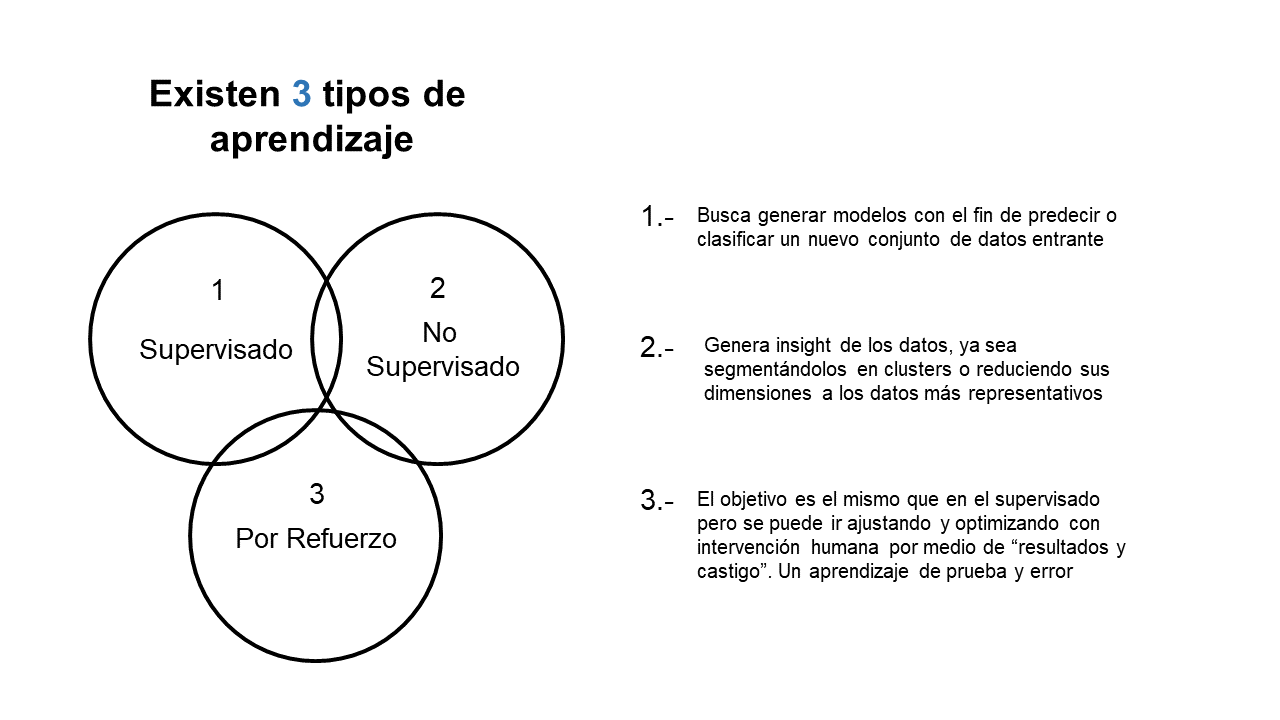 Existen 3 tipos de
aprendizaje
1
Supervisado
2
No
Supervisado
3
Por Refuerzo
1.- Busca generar modelos con el fin de predecir o
clasificar un nuevo conjunto de datos entrante
2.- Genera insight de los datos, ya sea
segmentándolos en clusters o reduciendo sus
dimensiones a los datos más representativos
3.- El objetivo es el mismo que en el supervisado
pero se puede ir ajustando y optimizando con
intervención humana por medio de “resultados y
castigo”. Un aprendizaje de prueba y error